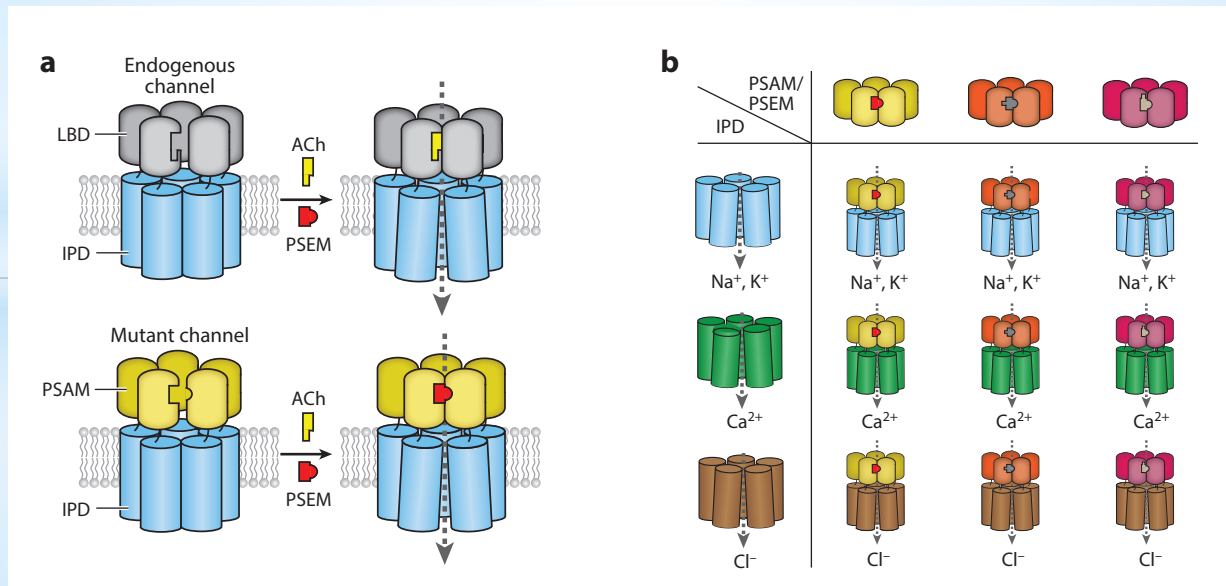 a
Endogenous
channel
LBD
ACh
PSEM
IPD
Mutant channel
PSAM
ACh
PSEM
IPD
b
PSAM/
PSEM
IPD
Na⁺, K⁺
Na⁺, K⁺
Na⁺, K⁺
Na⁺, K⁺
Ca²⁺
Ca²⁺
Ca²⁺
Ca²⁺
Cl⁻
Cl⁻
Cl⁻
Cl⁻